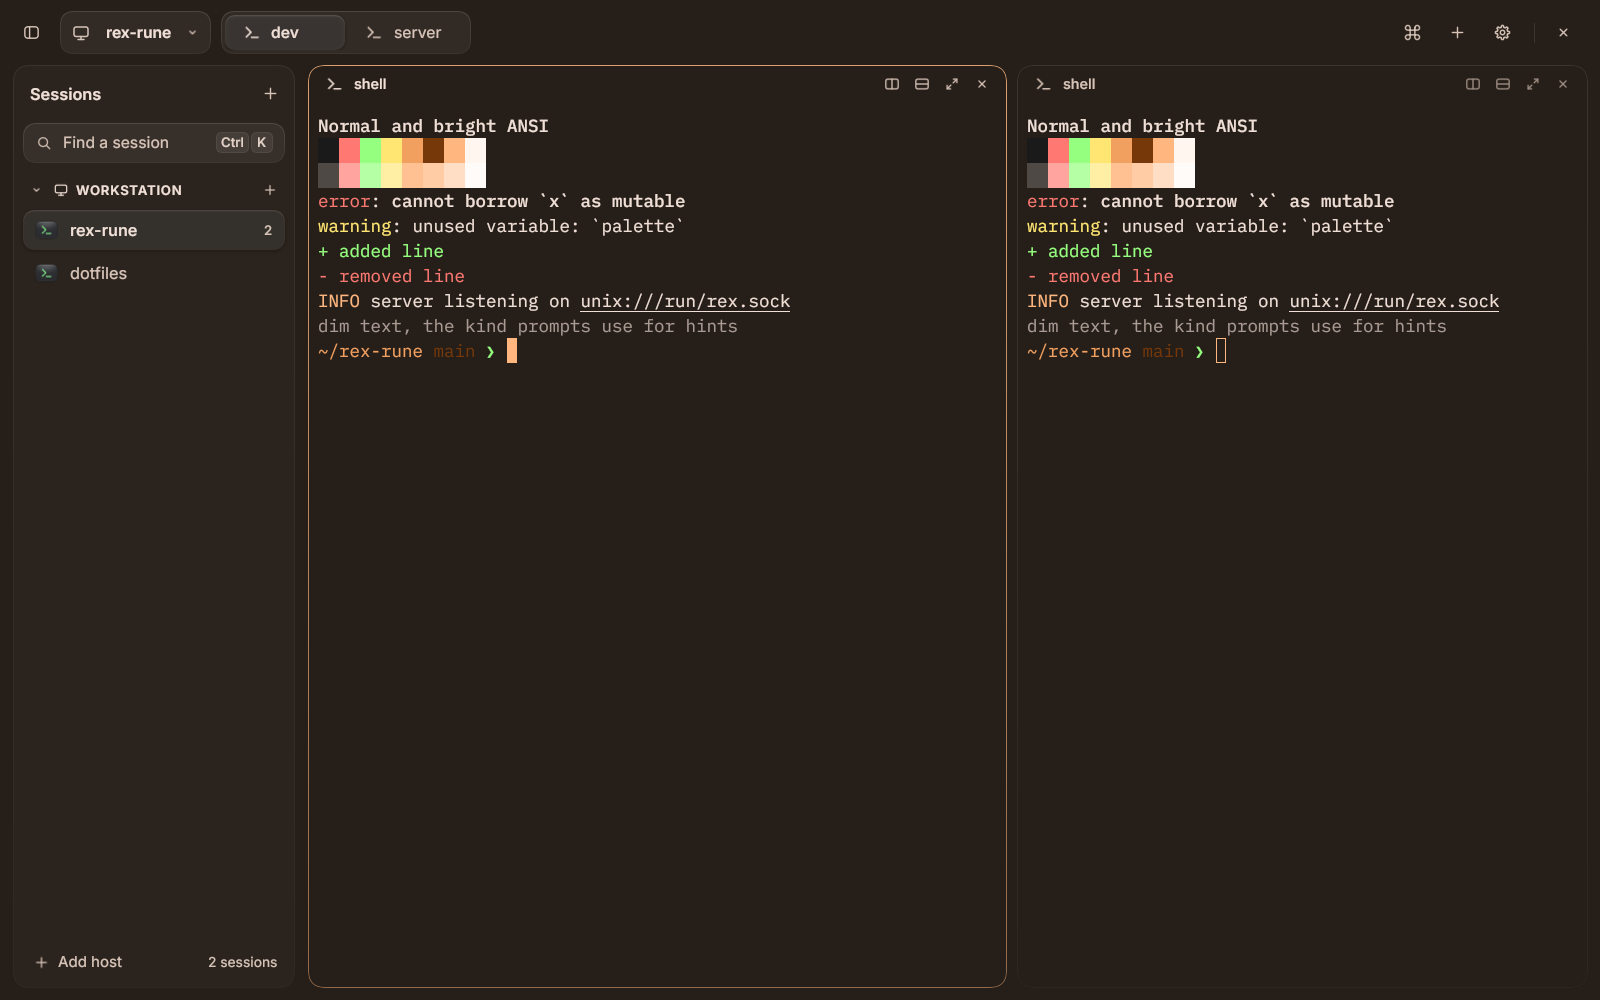 rex-rune
dev
server
Sessions
Find a session
Ctrl K
WORKSTATION
rex-rune 2
dotfiles
+ Add host
2 sessions
shell
Normal and bright ANSI
error: cannot borrow `x` as mutable
warning: unused variable: `palette`
+ added line
- removed line
INFO server listening on unix:///run/rex.sock
dim text, the kind prompts use for hints
~/rex-rune main ❯
shell
Normal and bright ANSI
error: cannot borrow `x` as mutable
warning: unused variable: `palette`
+ added line
- removed line
INFO server listening on unix:///run/rex.sock
dim text, the kind prompts use for hints
~/rex-rune main ❯